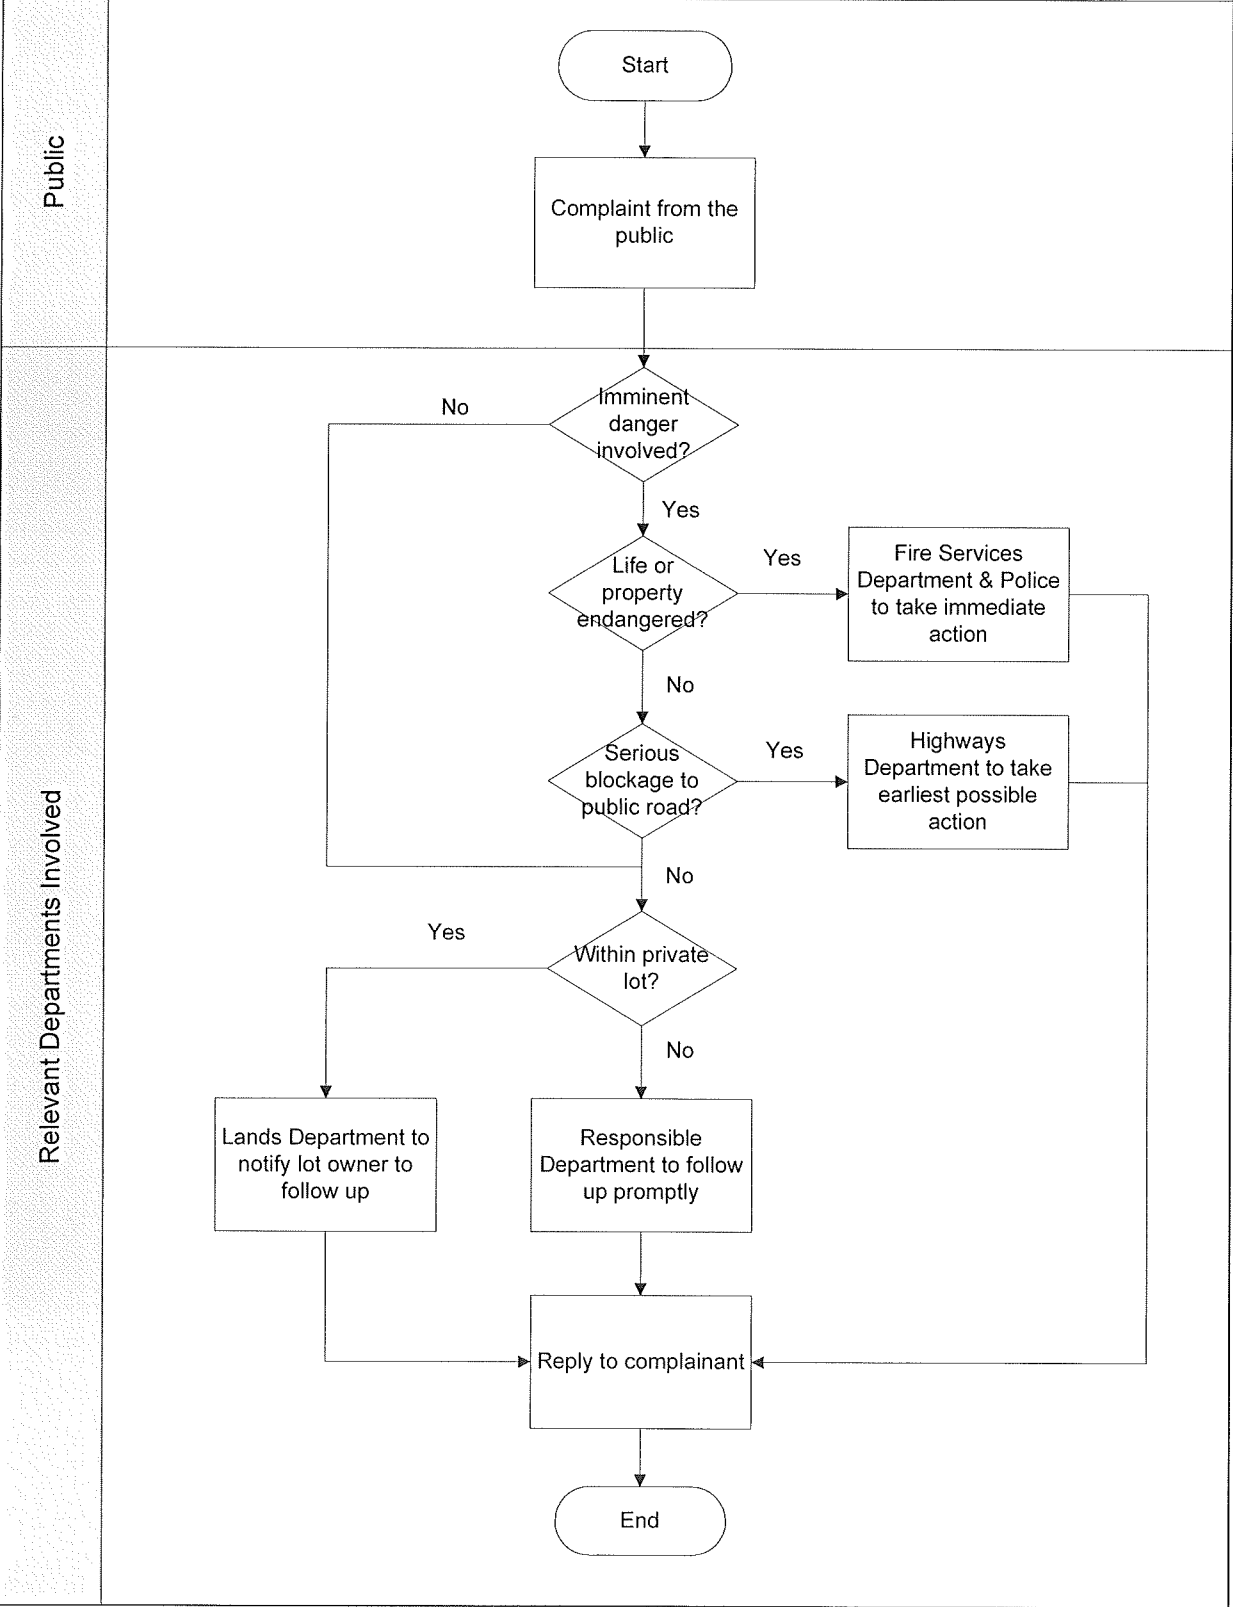 Public
Start
Complaint from the
public
Relevant Departments Involved
Imminent
danger
involved?
No
Yes
Life or
property
endangered?
Yes
Fire Services
Department & Police
to take immediate
action
No
Serious
blockage to
public road?
Yes
Highways
Department to take
earliest possible
action
No
Within private
lot?
Yes
No
Lands Department to
notify lot owner to
follow up
Responsible
Department to follow
up promptly
Reply to complainant
End